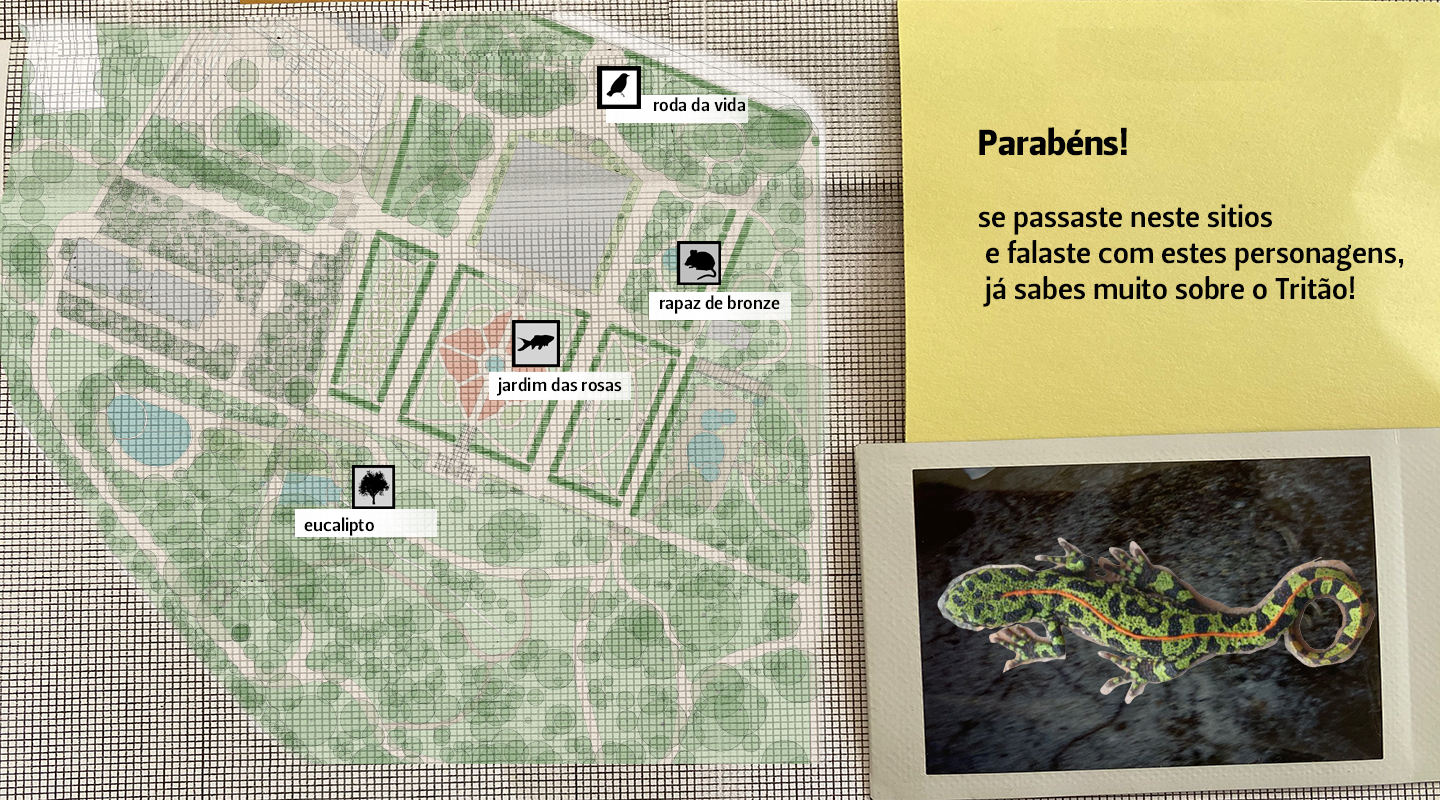 roda da vida
rapaz de bronze
jardim das rosas
eucalipto
Parabéns!
se passaste neste sitios
e falaste com estes personagens,
já sabes muito sobre o Tritão!